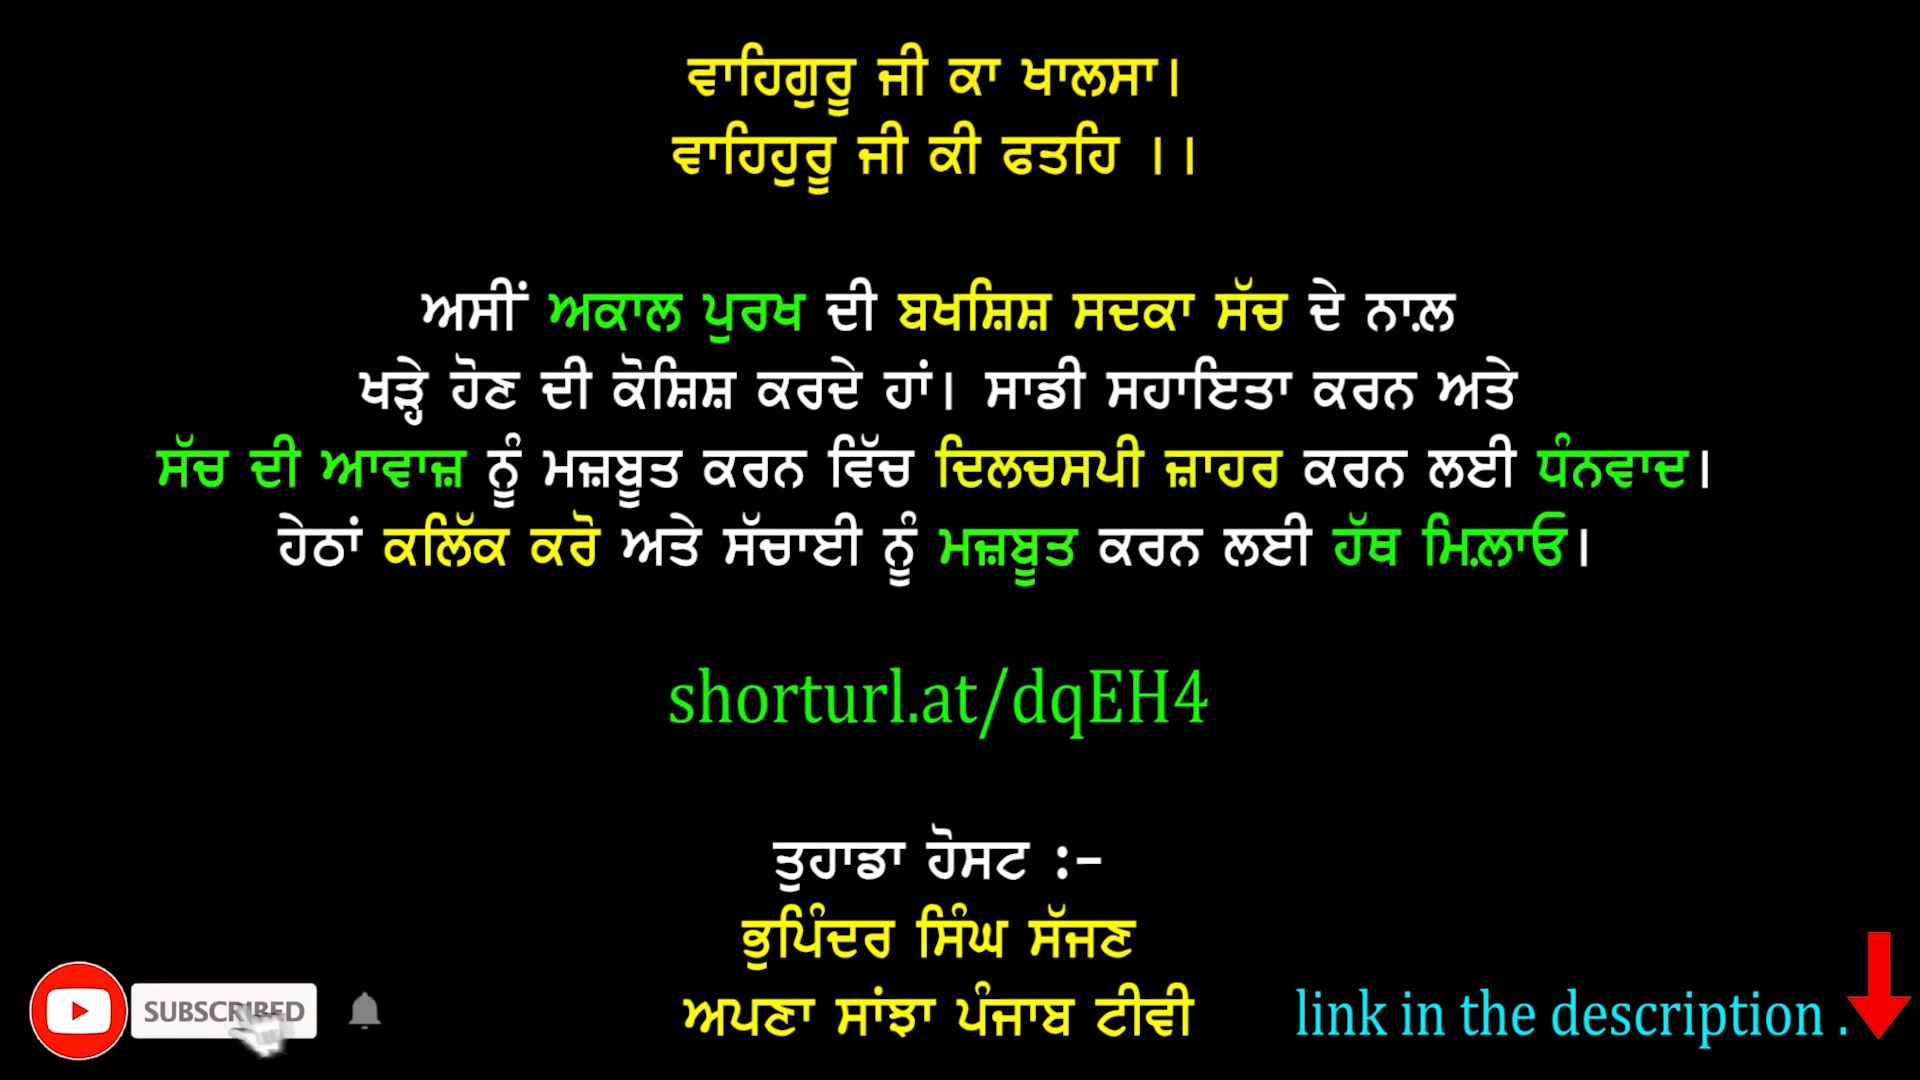 ਵਾਹਿਗੁਰੂ ਜੀ ਕਾ ਖਾਲਸਾ।
ਵਾਹਿਹੁਰੂ ਜੀ ਕੀ ਫਤਹਿ ।।
ਅਸੀਂ ਅਕਾਲ ਪੁਰਖ ਦੀ ਬਖਸ਼ਿਸ਼ ਸਦਕਾ ਸੱਚ ਦੇ ਨਾਲ਼
ਖੜ੍ਹੇ ਹੋਣ ਦੀ ਕੋਸ਼ਿਸ਼ ਕਰਦੇ ਹਾਂ। ਸਾਡੀ ਸਹਾਇਤਾ ਕਰਨ ਅਤੇ
ਸੱਚ ਦੀ ਆਵਾਜ਼ ਨੂੰ ਮਜ਼ਬੂਤ ਕਰਨ ਵਿੱਚ ਦਿਲਚਸਪੀ ਜ਼ਾਹਰ ਕਰਨ ਲਈ ਧੰਨਵਾਦ।
ਹੇਠਾਂ ਕਲਿੱਕ ਕਰੋ ਅਤੇ ਸੱਚਾਈ ਨੂੰ ਮਜ਼ਬੂਤ ਕਰਨ ਲਈ ਹੱਥ ਮਿਲ਼ਾਓ।
shorturl.at/dqEH4
ਤੁਹਾਡਾ ਹੋਸਟ :-
ਭੁਪਿੰਦਰ ਸਿੰਘ ਸੱਜਣ
ਅਪਣਾ ਸਾਂਝਾ ਪੰਜਾਬ ਟੀਵੀ
SUBSCRIBED
link in the description .